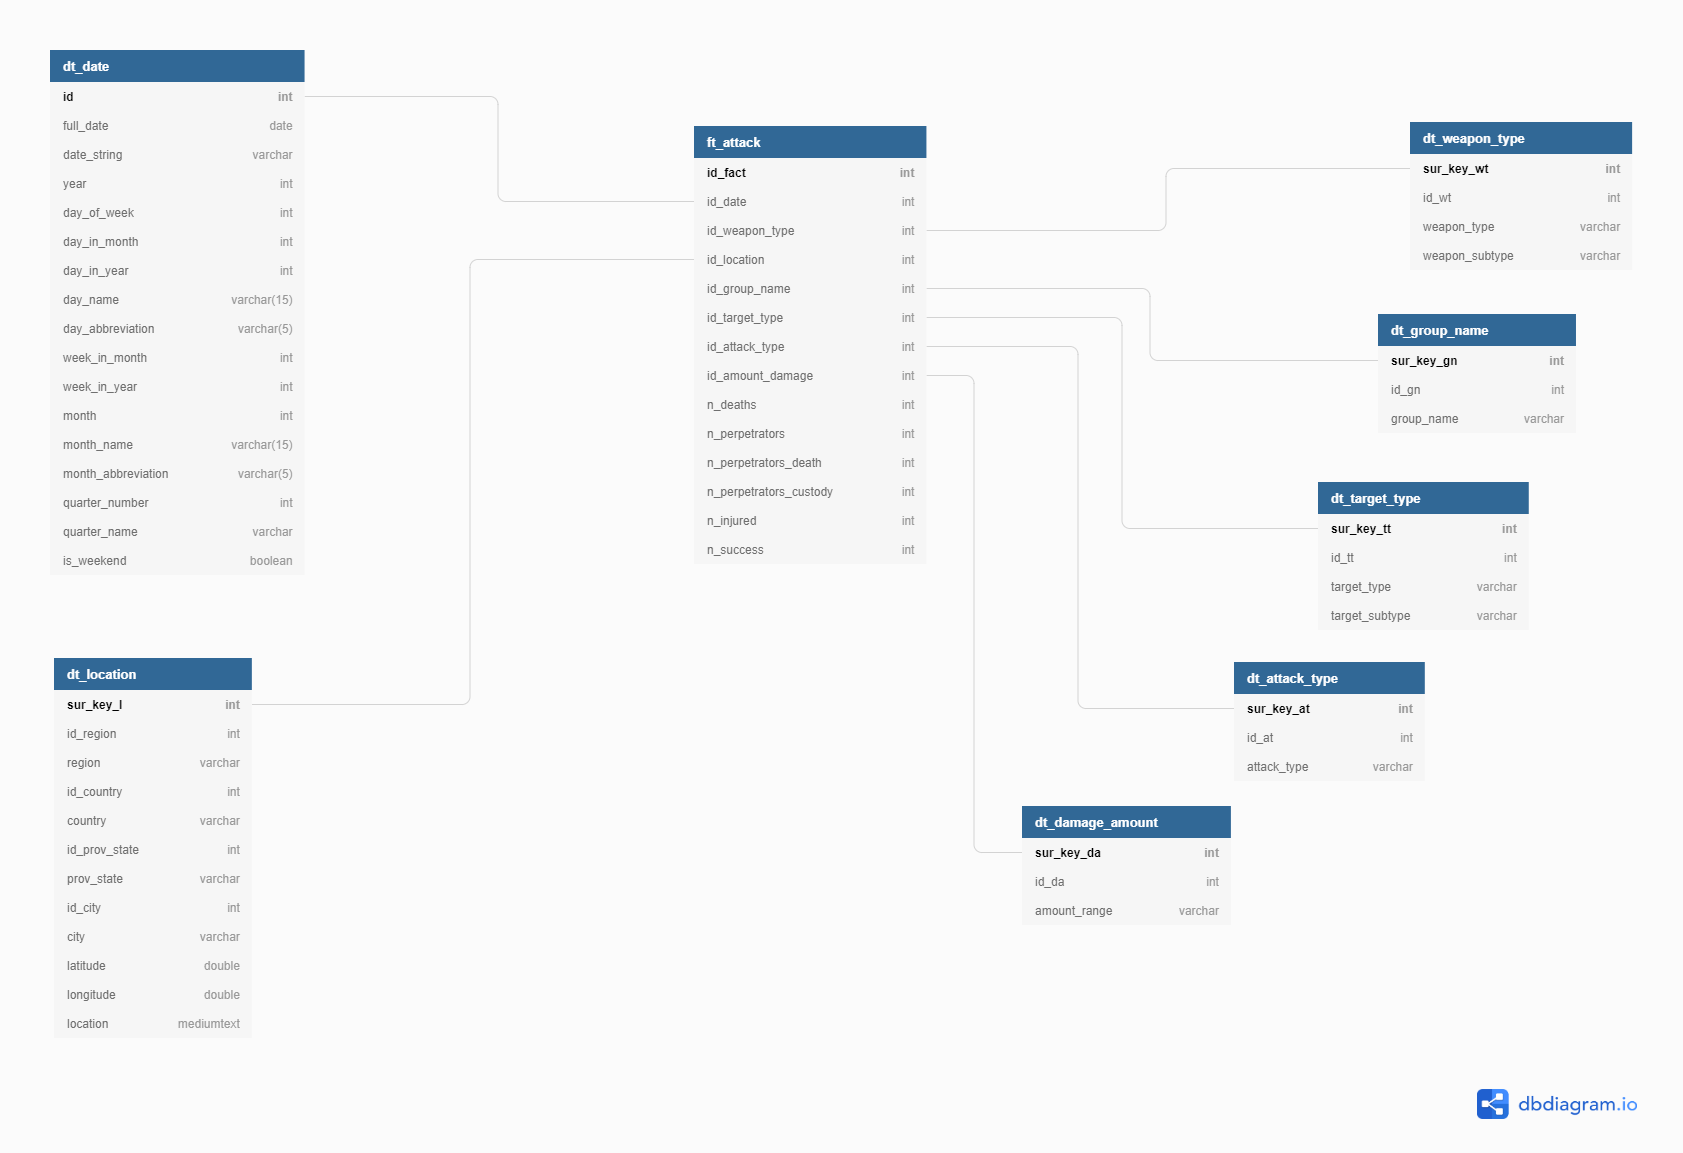 dt_date
id int
full_date date
date_string varchar
year int
day_of_week int
day_in_month int
day_in_year int
day_name varchar(15)
day_abbreviation varchar(5)
week_in_month int
week_in_year int
month int
month_name varchar(15)
month_abbreviation varchar(5)
quarter_number int
quarter_name varchar
is_weekend boolean
dt_location
sur_key_l int
id_region int
region varchar
id_country int
country varchar
id_prov_state int
prov_state varchar
id_city int
city varchar
latitude double
longitude double
location mediumtext
ft_attack
id_fact int
id_date int
id_weapon_type int
id_location int
id_group_name int
id_target_type int
id_attack_type int
id_amount_damage int
n_deaths int
n_perpetrators int
n_perpetrators_death int
n_perpetrators_custody int
n_injured int
n_success int
dt_weapon_type
sur_key_wt int
id_wt int
weapon_type varchar
weapon_subtype varchar
dt_group_name
sur_key_gn int
id_gn int
group_name varchar
dt_target_type
sur_key_tt int
id_tt int
target_type varchar
target_subtype varchar
dt_attack_type
sur_key_at int
id_at int
attack_type varchar
dt_damage_amount
sur_key_da int
id_da int
amount_range varchar
dbdiagram.io